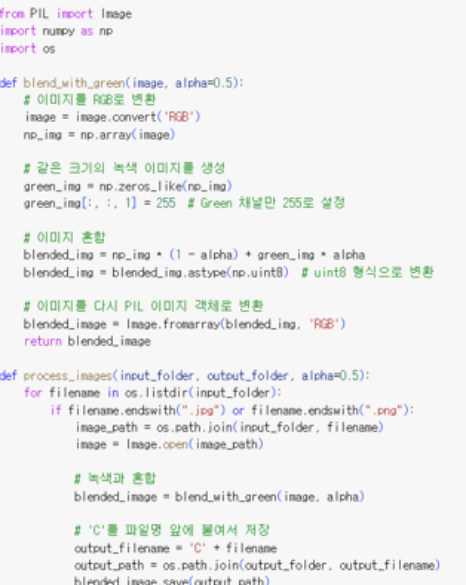 from PIL import Image
import numpy as np
import os

def blend_with_green(image, alpha=0.5):
    # 이미지를 RGB로 변환
    image = image.convert('RGB')
    np_img = np.array(image)

    # 같은 크기의 녹색 이미지를 생성
    green_img = np.zeros_like(np_img)
    green_img[:, :, 1] = 255  # Green 채널만 255로 설정

    # 이미지 혼합
    blended_img = np_img * (1 - alpha) + green_img * alpha
    blended_img = blended_img.astype(np.uint8)  # uint8 형식으로 변환

    # 이미지를 다시 PIL 이미지 객체로 변환
    blended_image = Image.fromarray(blended_img, 'RGB')
    return blended_image

def process_images(input_folder, output_folder, alpha=0.5):
    for filename in os.listdir(input_folder):
        if filename.endswith(".jpg") or filename.endswith(".png"):
            image_path = os.path.join(input_folder, filename)
            image = Image.open(image_path)

            # 녹색과 혼합
            blended_image = blend_with_green(image, alpha)

            # 'C'를 파일명 앞에 붙여서 저장
            output_filename = 'C' + filename
            output_path = os.path.join(output_folder, output_filename)
            blended_image.save(output_path)